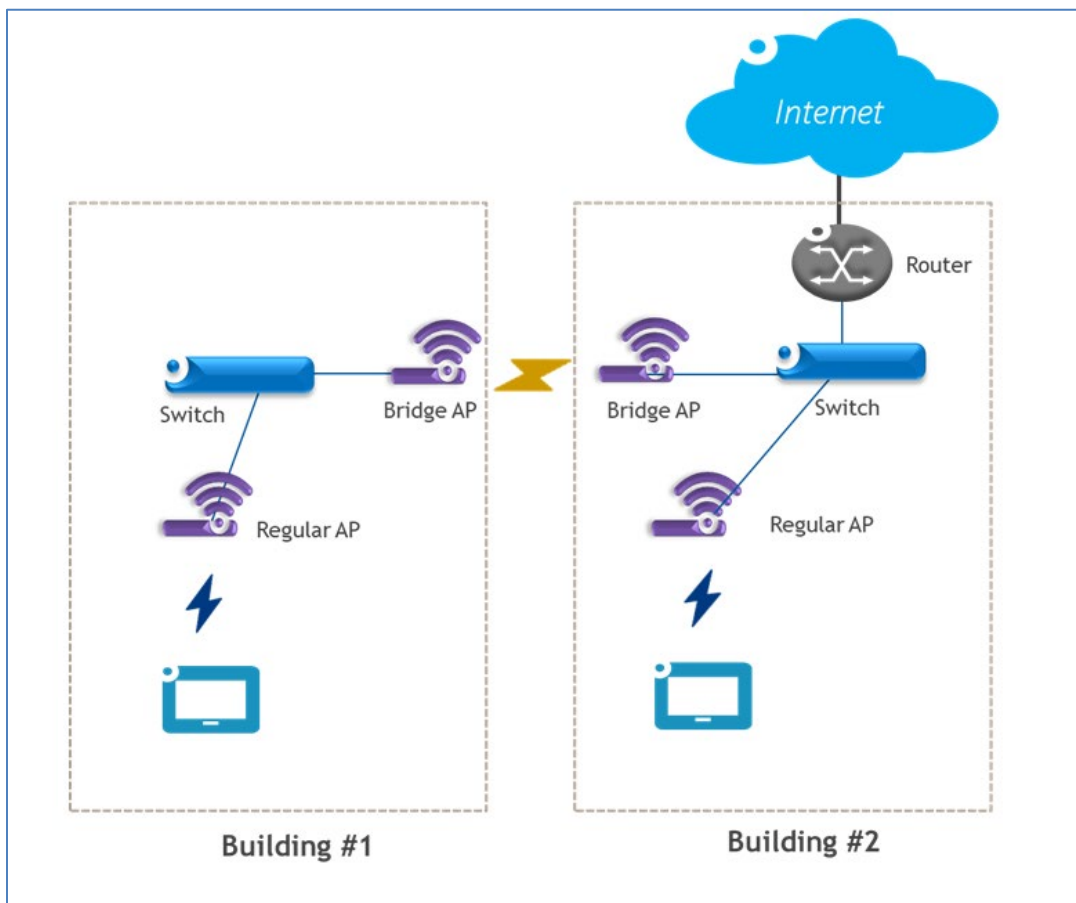 Internet
Router
Switch
Bridge AP
Bridge AP
Switch
Regular AP
Regular AP
Building #1
Building #2